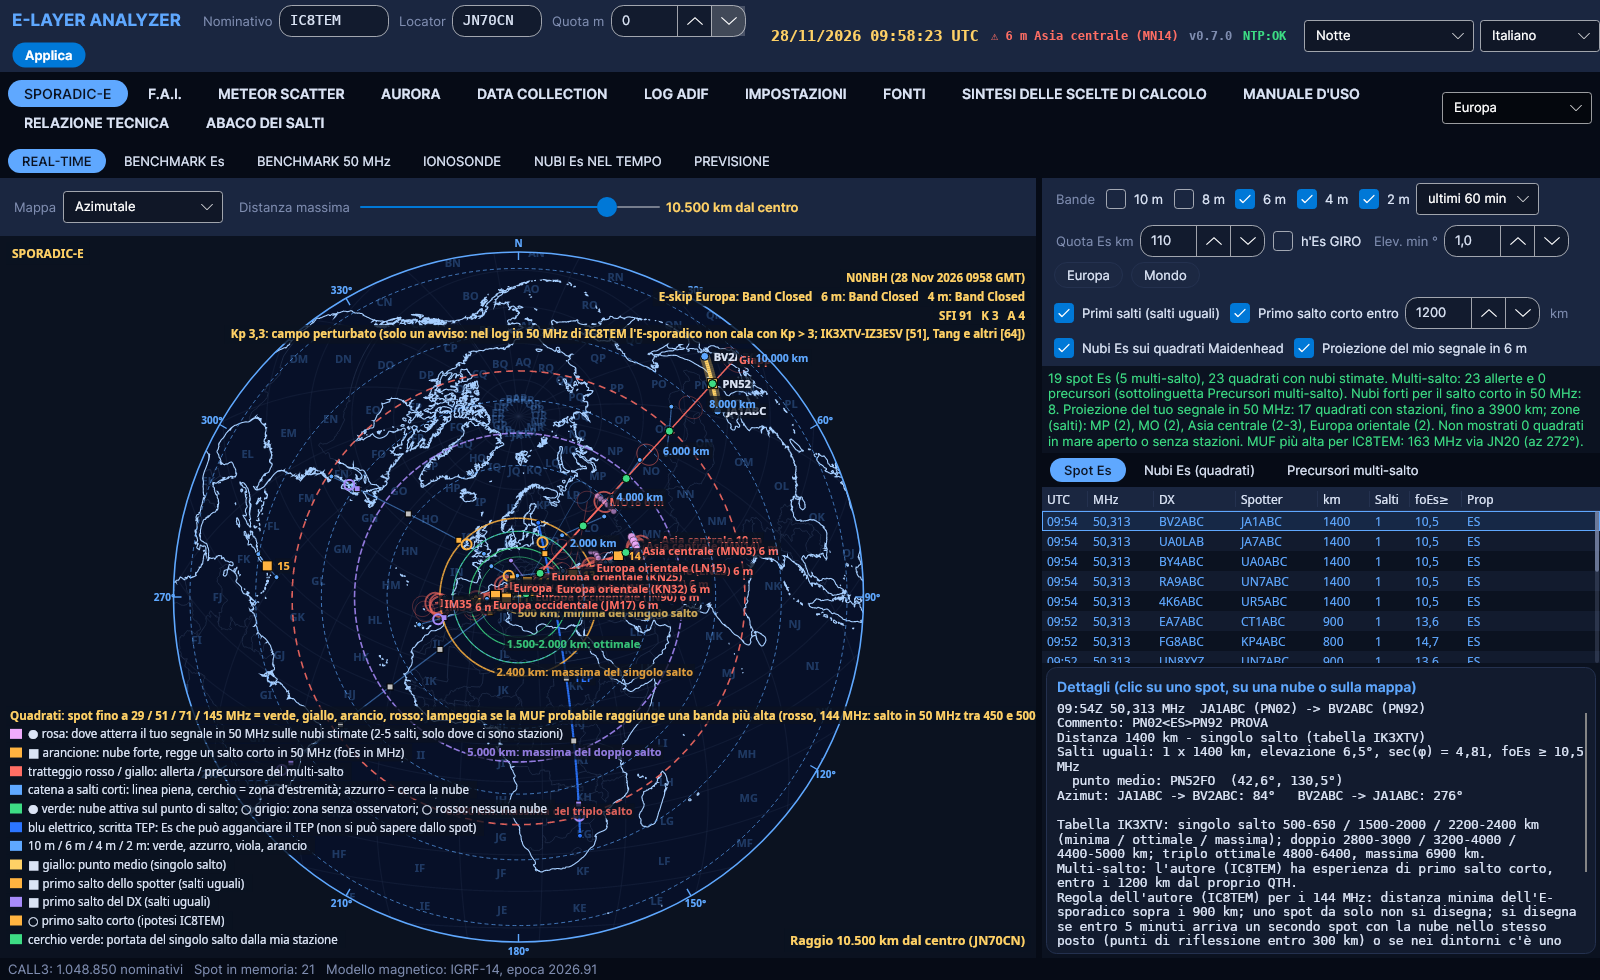 E-LAYER ANALYZER
Nominativo IC8TEM Locator JN70CN Quota m 0
28/11/2026 09:58:23 UTC ⚠ 6 m Asia centrale (MN14) v0.7.0 NTP:OK
Notte Italiano
Applica
SPORADIC-E F.A.I. METEOR SCATTER AURORA DATA COLLECTION LOG ADIF IMPOSTAZIONI FONTI SINTESI DELLE SCELTE DI CALCOLO MANUALE D'USO
RELAZIONE TECNICA ABACO DEI SALTI
Europa
REAL-TIME BENCHMARK Es BENCHMARK 50 MHz IONOSONDE NUBI Es NEL TEMPO PREVISIONE
Mappa Azimutale Distanza massima 10.500 km dal centro
SPORADIC-E
N0NBH (28 Nov 2026 0958 GMT)
E-skip Europa: Band Closed 6 m: Band Closed 4 m: Band Closed
SFI 91 K 3 A 4
Kp 3,3: campo perturbato (solo un avviso: nel log in 50 MHz di IC8TEM l'E-sporadico non cala con Kp > 3; IK3XTV-IZ3ESV [51], Tang e altri [64])
N
330°
300°
270°
60°
90°
120°
150°
180°
210°
10.000 km
PN52
8.000 km
6.000 km
4.000 km
2.000 km
15
14
Asia centrale (MN03) 6 m
Europa orientale (LN15)
Europa orientale (KN32) 6 m
IM35
Europa occidentale (JM17) 6 m
500 km: minima del singolo salto
1.500-2.000 km: ottimale
2.400 km: massima del singolo salto
5.000 km: massima del doppio salto
del triplo salto
Quadrati: spot fino a 29 / 51 / 71 / 145 MHz = verde, giallo, arancio, rosso; lampeggia se la MUF probabile raggiunge una banda più alta (rosso, 144 MHz: salto in 50 MHz tra 450 e 500
rosa: dove atterra il tuo segnale in 50 MHz sulle nubi stimate (2-5 salti, solo dove ci sono stazioni)
arancione: nube forte, regge un salto corto in 50 MHz (foEs in MHz)
tratteggio rosso / giallo: allerta / precursore del multi-salto
catena a salti corti: linea piena, cerchio = zona d'estremità; azzurro = cerca la nube
verde: nube attiva sul punto di salto; ○ grigio: zona senza osservatori; ○ rosso: nessuna nube
blu elettrico, scritta TEP: Es che può agganciare il TEP (non si può sapere dallo spot)
10 m / 6 m / 4 m / 2 m: verde, azzurro, viola, arancio
giallo: punto medio (singolo salto)
primo salto dello spotter (salti uguali)
primo salto del DX (salti uguali)
primo salto corto (ipotesi IC8TEM)
cerchio verde: portata del singolo salto dalla mia stazione
Raggio 10.500 km dal centro (JN70CN)
Bande 10 m 8 m 6 m 4 m 2 m ultimi 60 min
Quota Es km 110 h'Es GIRO Elev. min ° 1,0
Europa Mondo
Primi salti (salti uguali) Primo salto corto entro 1200 km
Nubi Es sui quadrati Maidenhead Proiezione del mio segnale in 6 m
19 spot Es (5 multi-salto), 23 quadrati con nubi stimate. Multi-salto: 23 allerte e 0
precursori (sottolinguetta Precursori multi-salto). Nubi forti per il salto corto in 50 MHz:
8. Proiezione del tuo segnale in 50 MHz: 17 quadrati con stazioni, fino a 3900 km; zone
(salti): MP (2), MO (2), Asia centrale (2-3), Europa orientale (2). Non mostrati 0 quadrati
in mare aperto o senza stazioni. MUF più alta per IC8TEM: 163 MHz via JN20 (az 272°).
Spot Es Nubi Es (quadrati) Precursori multi-salto
UTC MHz DX Spotter km Salti foEs≥ Prop
09:54 50,313 BV2ABC JA1ABC 1400 1 10,5 ES
09:54 50,313 UA0LAB JA7ABC 1400 1 10,5 ES
09:54 50,313 BY4ABC UA0ABC 1400 1 10,5 ES
09:54 50,313 RA9ABC UN7ABC 1400 1 10,5 ES
09:54 50,313 4K6ABC UR5ABC 1400 1 10,5 ES
09:52 50,313 EA7ABC CT1ABC 900 1 13,6 ES
09:52 50,313 FG8ABC KP4ABC 800 1 14,7 ES
09:52 50,313 UN8XYZ UN7ABC 900 1 13,6 ES
Dettagli (clic su uno spot, su una nube o sulla mappa)
09:54Z 50,313 MHz JA1ABC (PN02) -> BV2ABC (PN92)
Commento: PN02<ES>PN92 PROVA
Distanza 1400 km - singolo salto (tabella IK3XTV)
Salti uguali: 1 x 1400 km, elevazione 6,5°, sec(φ) = 4,81, foEs ≥ 10,5
MHz
punto medio: PN52FO (42,6°, 130,5°)
Azimut: JA1ABC -> BV2ABC: 84° BV2ABC -> JA1ABC: 276°
Tabella IK3XTV: singolo salto 500-650 / 1500-2000 / 2200-2400 km
(minima / ottimale / massima); doppio 2800-3000 / 3200-4000 /
4400-5000 km; triplo ottimale 4800-6400, massima 6900 km.
Multi-salto: l'autore (IC8TEM) ha esperienza di primo salto corto,
entro i 1200 km dal proprio QTH.
Regola dell'autore (IC8TEM) per i 144 MHz: distanza minima dell'E-
sporadico sopra i 900 km; uno spot da solo non si disegna; si disegna
se entro 5 minuti arriva un secondo spot con la nube nello stesso
posto (punti di riflessione entro 300 km) o se nei dintorni c'è uno
CALL3: 1.048.850 nominativi Spot in memoria: 21 Modello magnetico: IGRF-14, epoca 2026.91